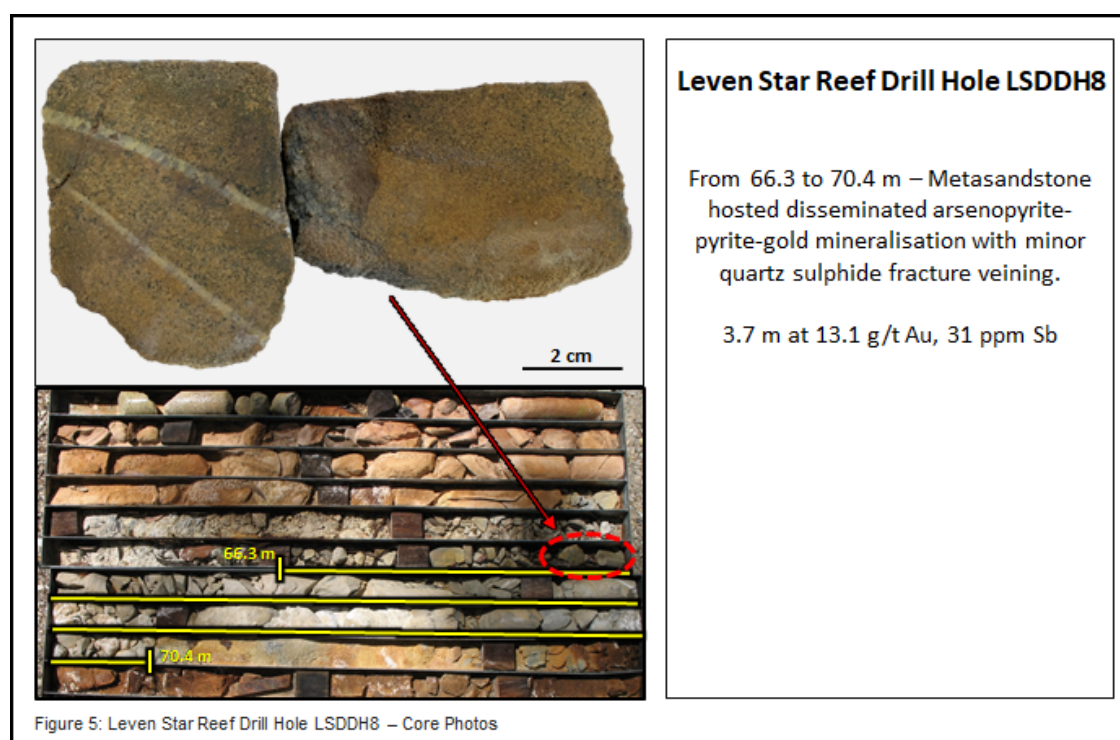 Leven Star Reef Drill Hole LSDDH8
From 66.3 to 70.4 m – Metasandstone
hosted disseminated arsenopyrite-
pyrite-gold mineralisation with minor
quartz sulphide fracture veining.
3.7 m at 13.1 g/t Au, 31 ppm Sb
2 cm
66.3 m
70.4 m
Figure 5: Leven Star Reef Drill Hole LSDDH8 – Core Photos